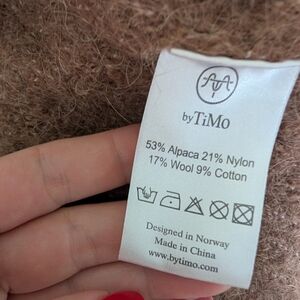 byTiMo
53% Alpaca 21% Nylon
17% Wool 9% Cotton
Designed in Norway
Made in China
www.bytimo.com